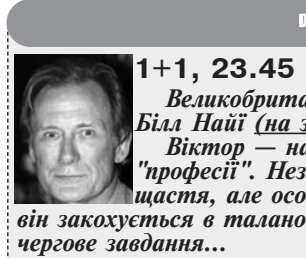 1+1, 23.45
Великобрита
Білл Найї (на з
Віктор — на
"професії". Нез
щастя, але осо
він закохується в талано
чергове завдання...